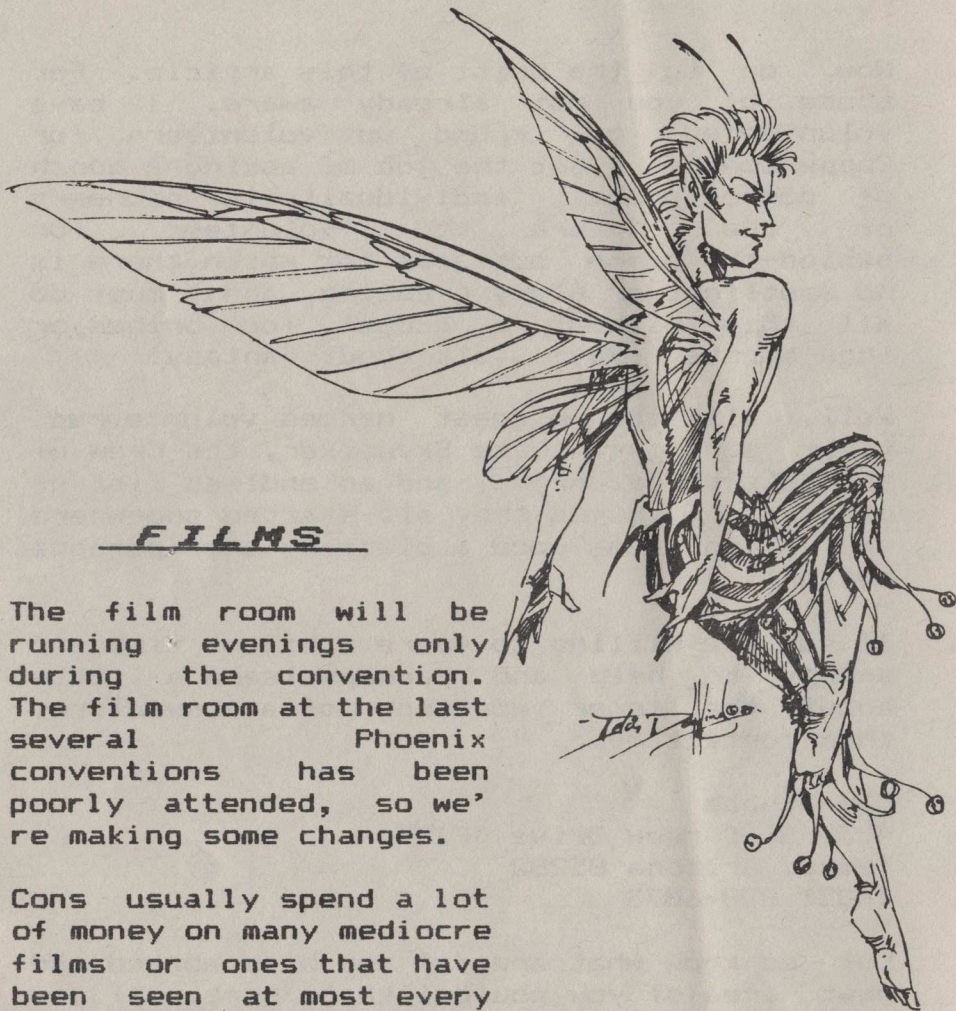 FILMS
The film room will be
running evenings only
during the convention.
The film room at the last
several Phoenix
conventions has been
poorly attended, so we'
re making some changes.
Cons usually spend a lot
of money on many mediocre
films or ones that have
been seen at most every